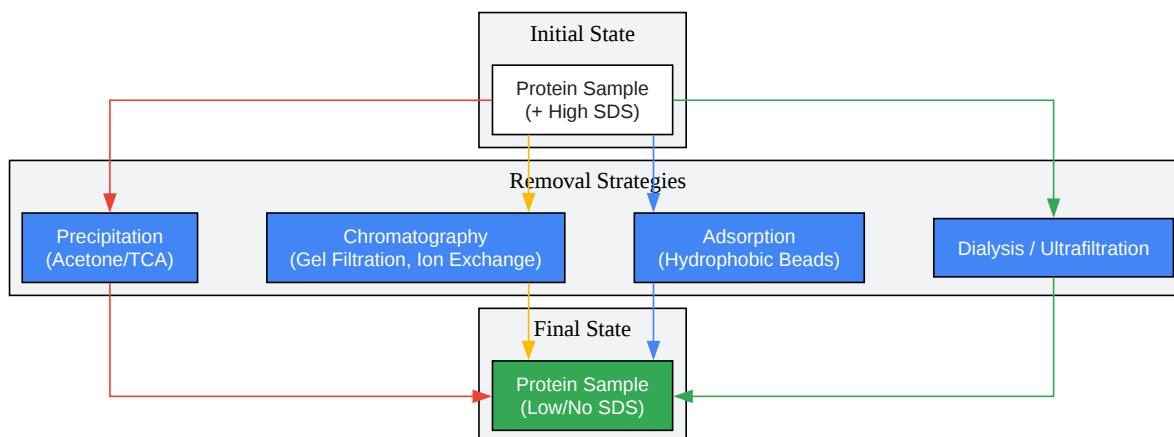 Initial State
Protein Sample
(+ High SDS)
Removal Strategies
Precipitation
(Acetone/TCA)
Chromatography
(Gel Filtration, Ion Exchange)
Adsorption
(Hydrophobic Beads)
Dialysis / Ultrafiltration
Final State
Protein Sample
(Low/No SDS)